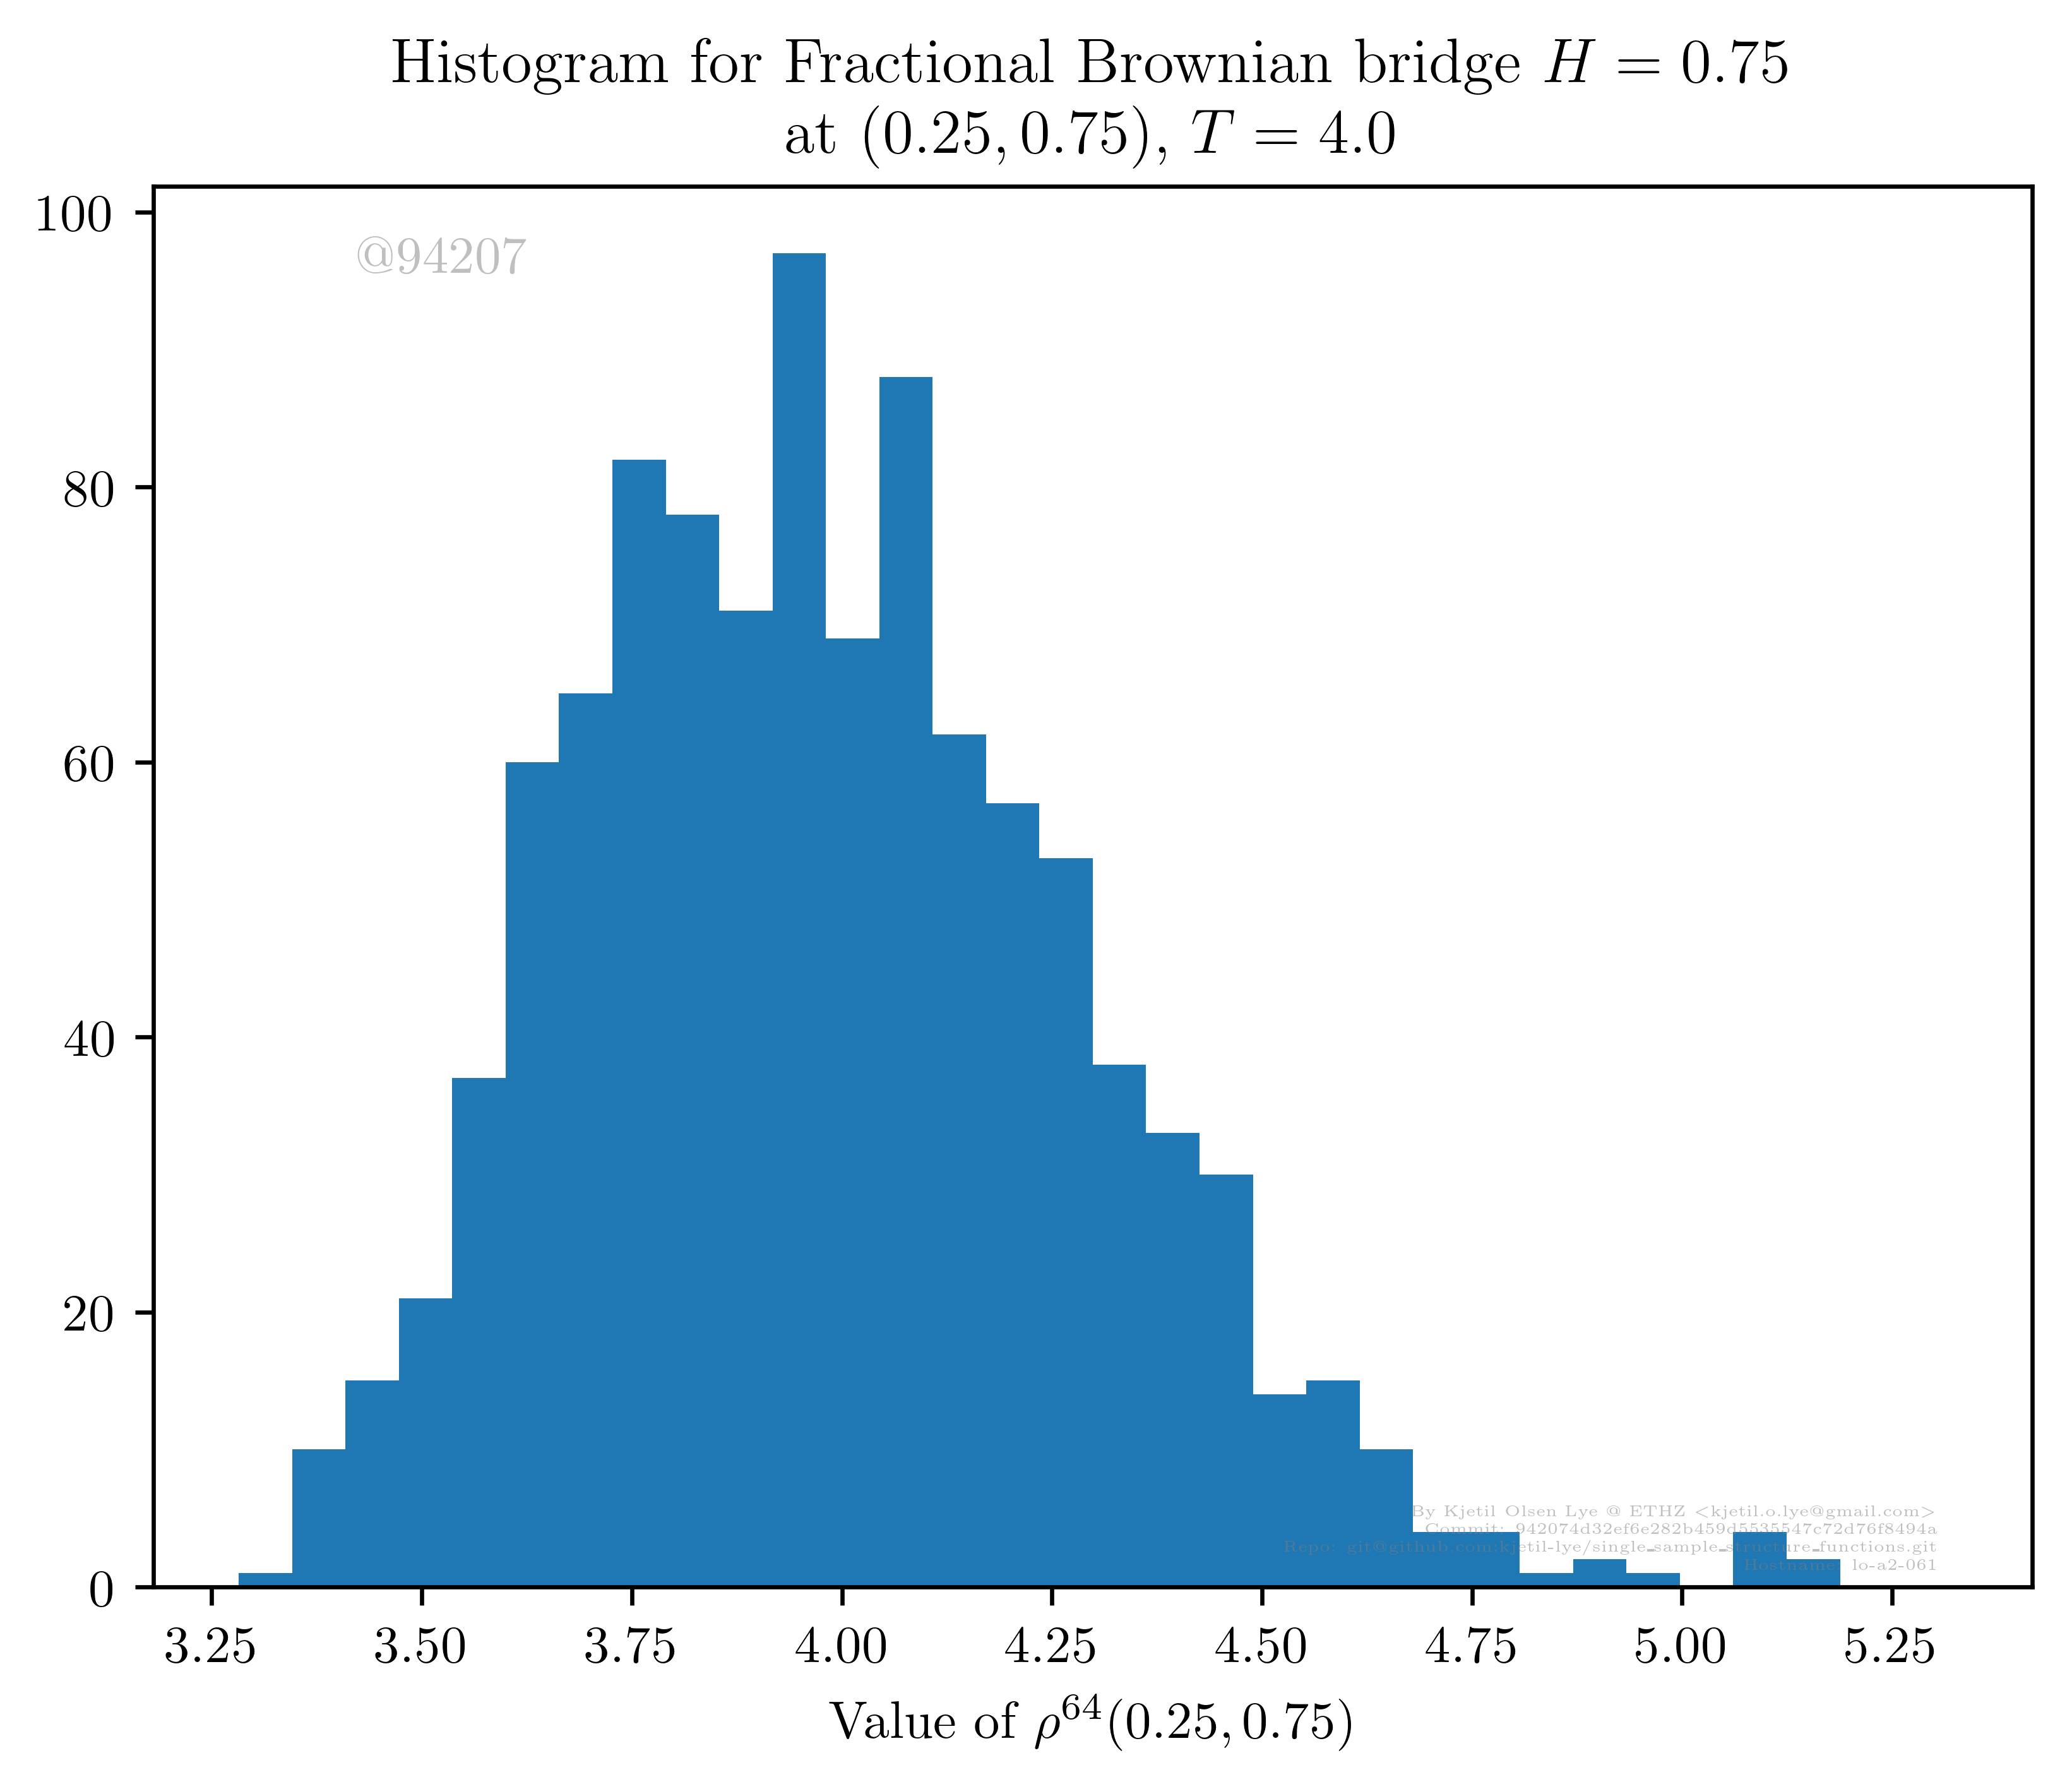 Histogram for Fractional Brownian bridge H = 0.75
at (0.25, 0.75), T = 4.0
100
80
60
40
20
0
@94207
By Kjetil Olsen Lye @ ETHZ <kjetil.o.lye@gmail.com>
Commit: 942074d32ef6e282b459d5535547c72d76f8494a
Repo: git@github.com:kjetil-lye/single_sample_structure_functions.git
Hostname: lo-a2-061
3.25 3.50 3.75 4.00 4.25 4.50 4.75 5.00 5.25
Value of ρ⁶⁴(0.25, 0.75)